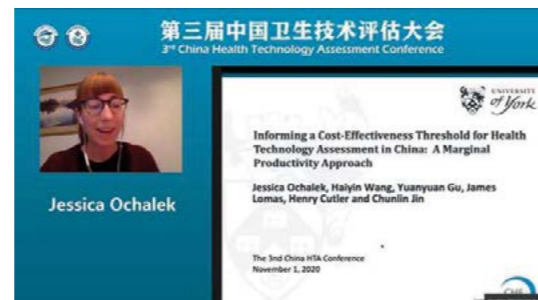 第三届中国卫生技术评估大会
3rd China Health Technology Assessment Conference
UNIVERSITY
of York
Informing a Cost-Effectiveness Threshold for Health
Technology Assessment in China: A Marginal
Productivity Approach
Jessica Ochalek, Haiyin Wang, Yuanyuan Gu, James
Lomas, Henry Cutler and Chunlin Jin
Jessica Ochalek
The 3nd China HTA Conference
November 1, 2020
CHE